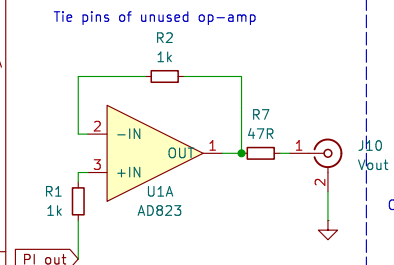 Tie pins of unused op-amp
R2
1k
R7
47R
2
-IN
1
OUT
1
J10
Vout
3
+IN
2
R1
1k
U1A
AD823
PI out